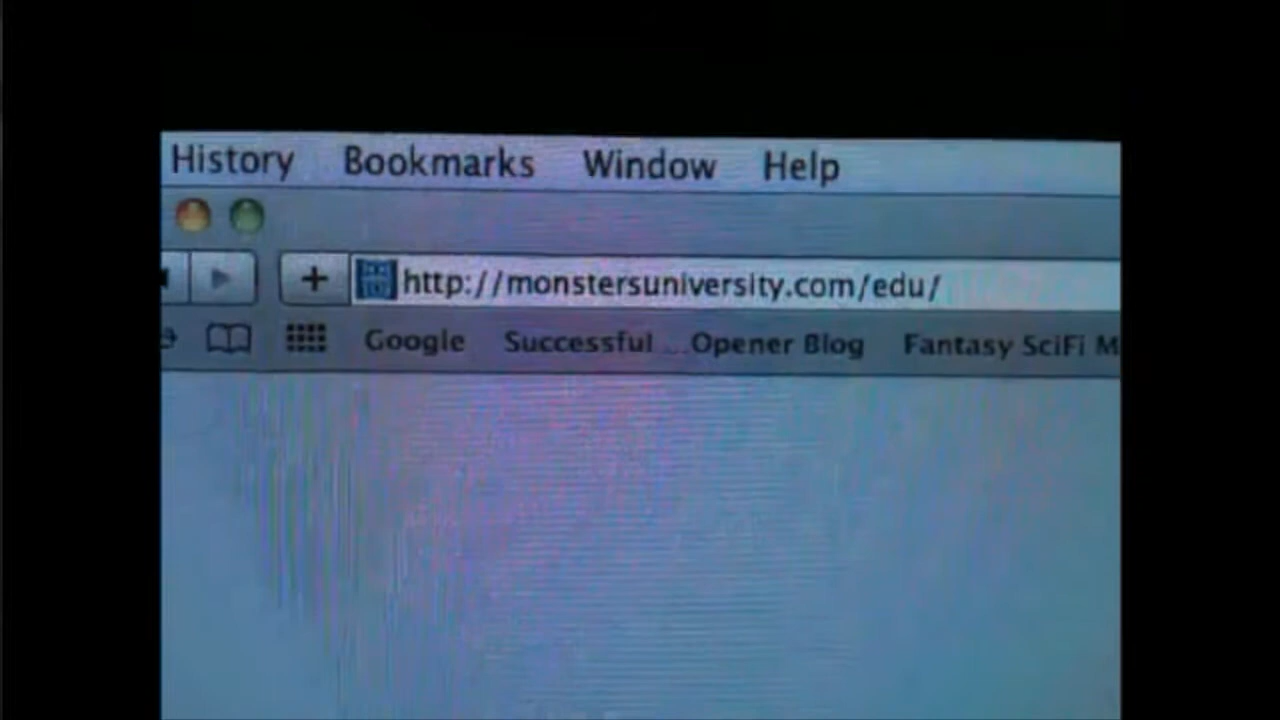 History Bookmarks Window Help
http://monstersuniversity.com/edu/
Google Successful ... Opener Blog Fantasy SciFi M